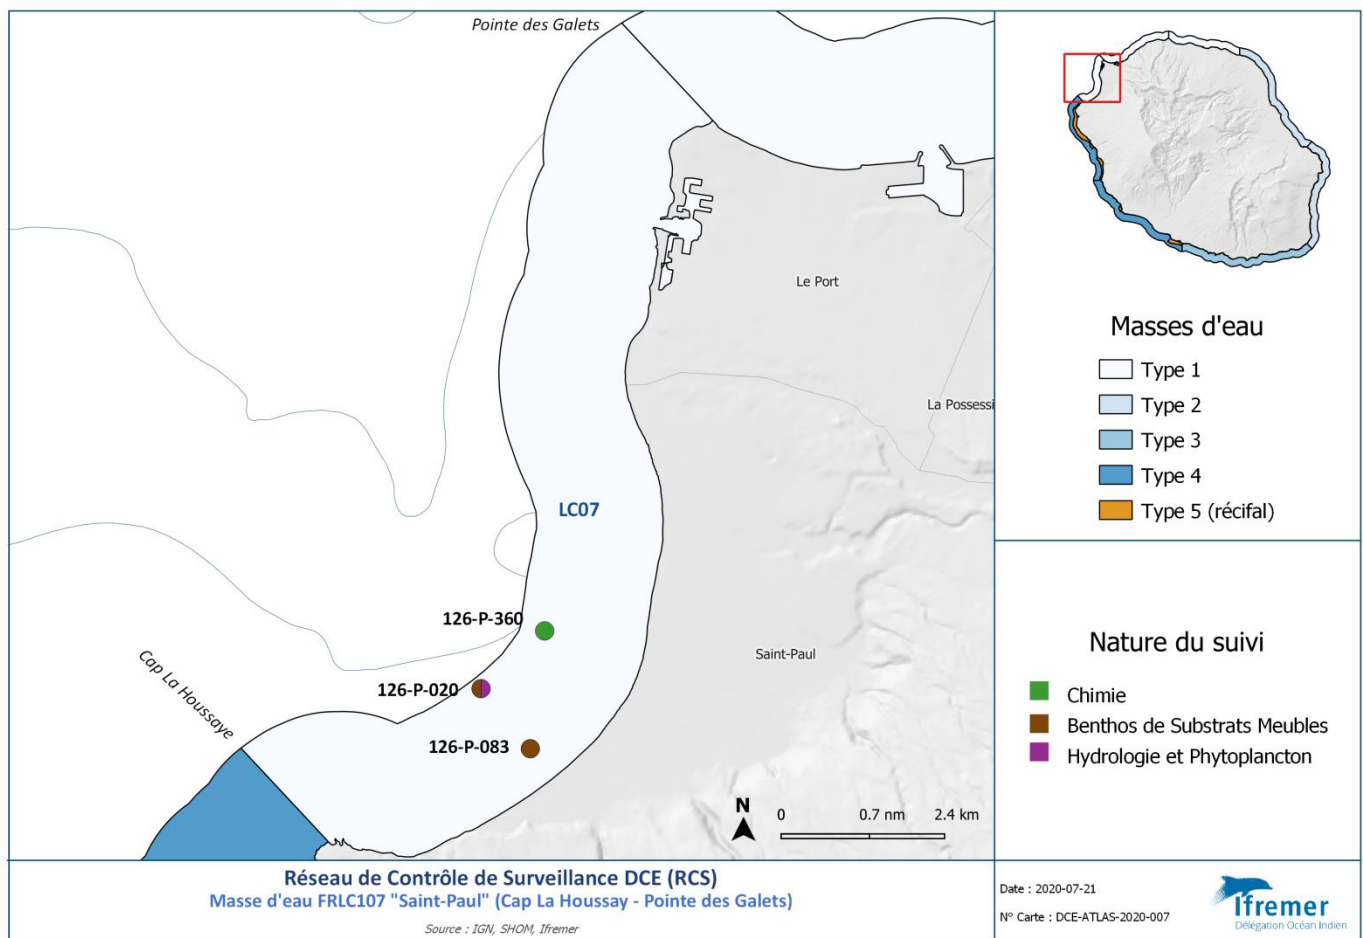 Pointe des Galets
Le Port
La Possessi
LC07
126-P-360
Saint-Paul
Cap La Houssaye
126-P-020
126-P-083
N
0
0.7 nm
2.4 km
Masses d'eau
Type 1
Type 2
Type 3
Type 4
Type 5 (récifal)
Nature du suivi
Chimie
Benthos de Substrats Meubles
Hydrologie et Phytoplancton
Réseau de Contrôle de Surveillance DCE (RCS)
Masse d'eau FRLC107 "Saint-Paul" (Cap La Houssay - Pointe des Galets)
Source : IGN, SHOM, Ifremer
Date : 2020-07-21
N° Carte : DCE-ATLAS-2020-007
Ifremer
Délégation Océan Indien